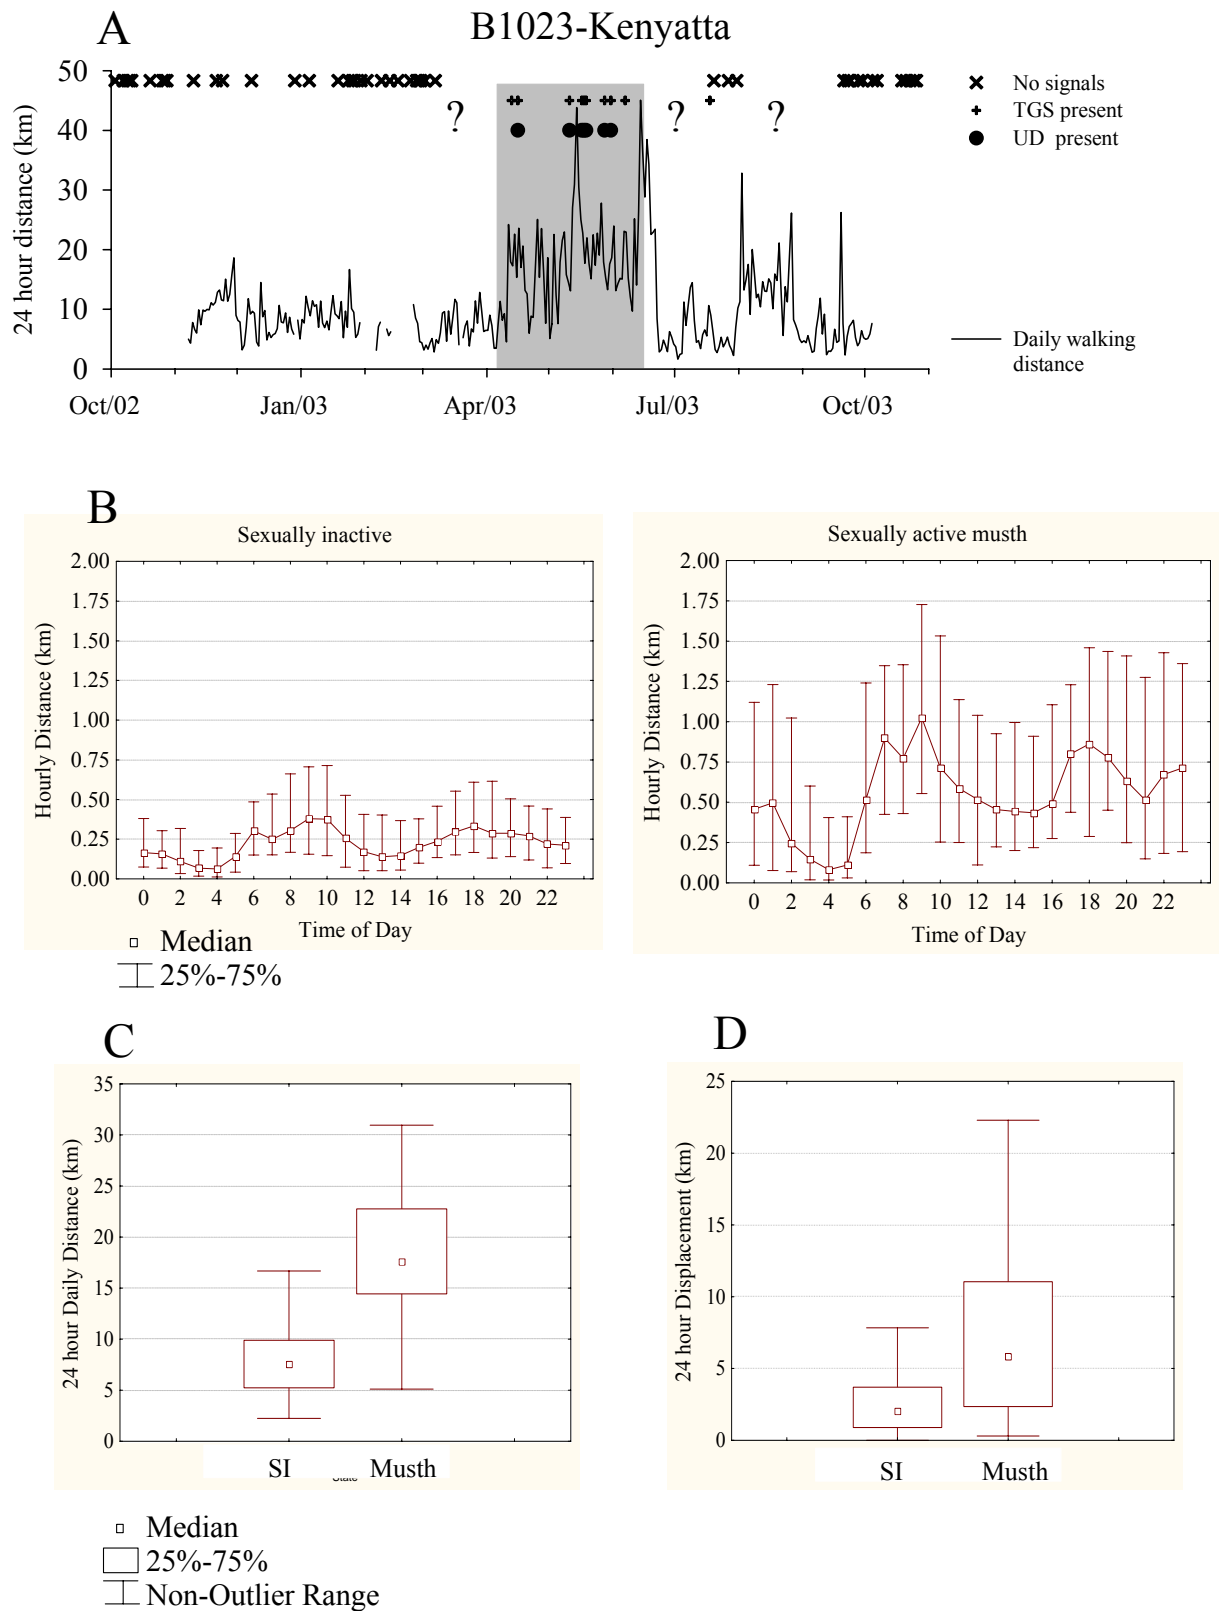 A
B1023-Kenyatta
50
40
30
20
10
0
24 hour distance (km)
? ? ?
No signals
TGS present
UD present
Daily walking
distance
Oct/02 Jan/03 Apr/03 Jul/03 Oct/03
B
Sexually inactive
2.00
1.75
1.50
1.25
1.00
0.75
0.50
0.25
0.00
Hourly Distance (km)
0 2 4 6 8 10 12 14 16 18 20 22
Time of Day
Median
25%-75%
Sexually active musth
2.00
1.75
1.50
1.25
1.00
0.75
0.50
0.25
0.00
Hourly Distance (km)
0 2 4 6 8 10 12 14 16 18 20 22
Time of Day
C
35
30
25
20
15
10
5
0
24 hour Daily Distance (km)
SI Musth
State
D
25
20
15
10
5
0
24 hour Displacement (km)
SI Musth
Median
25%-75%
Non-Outlier Range